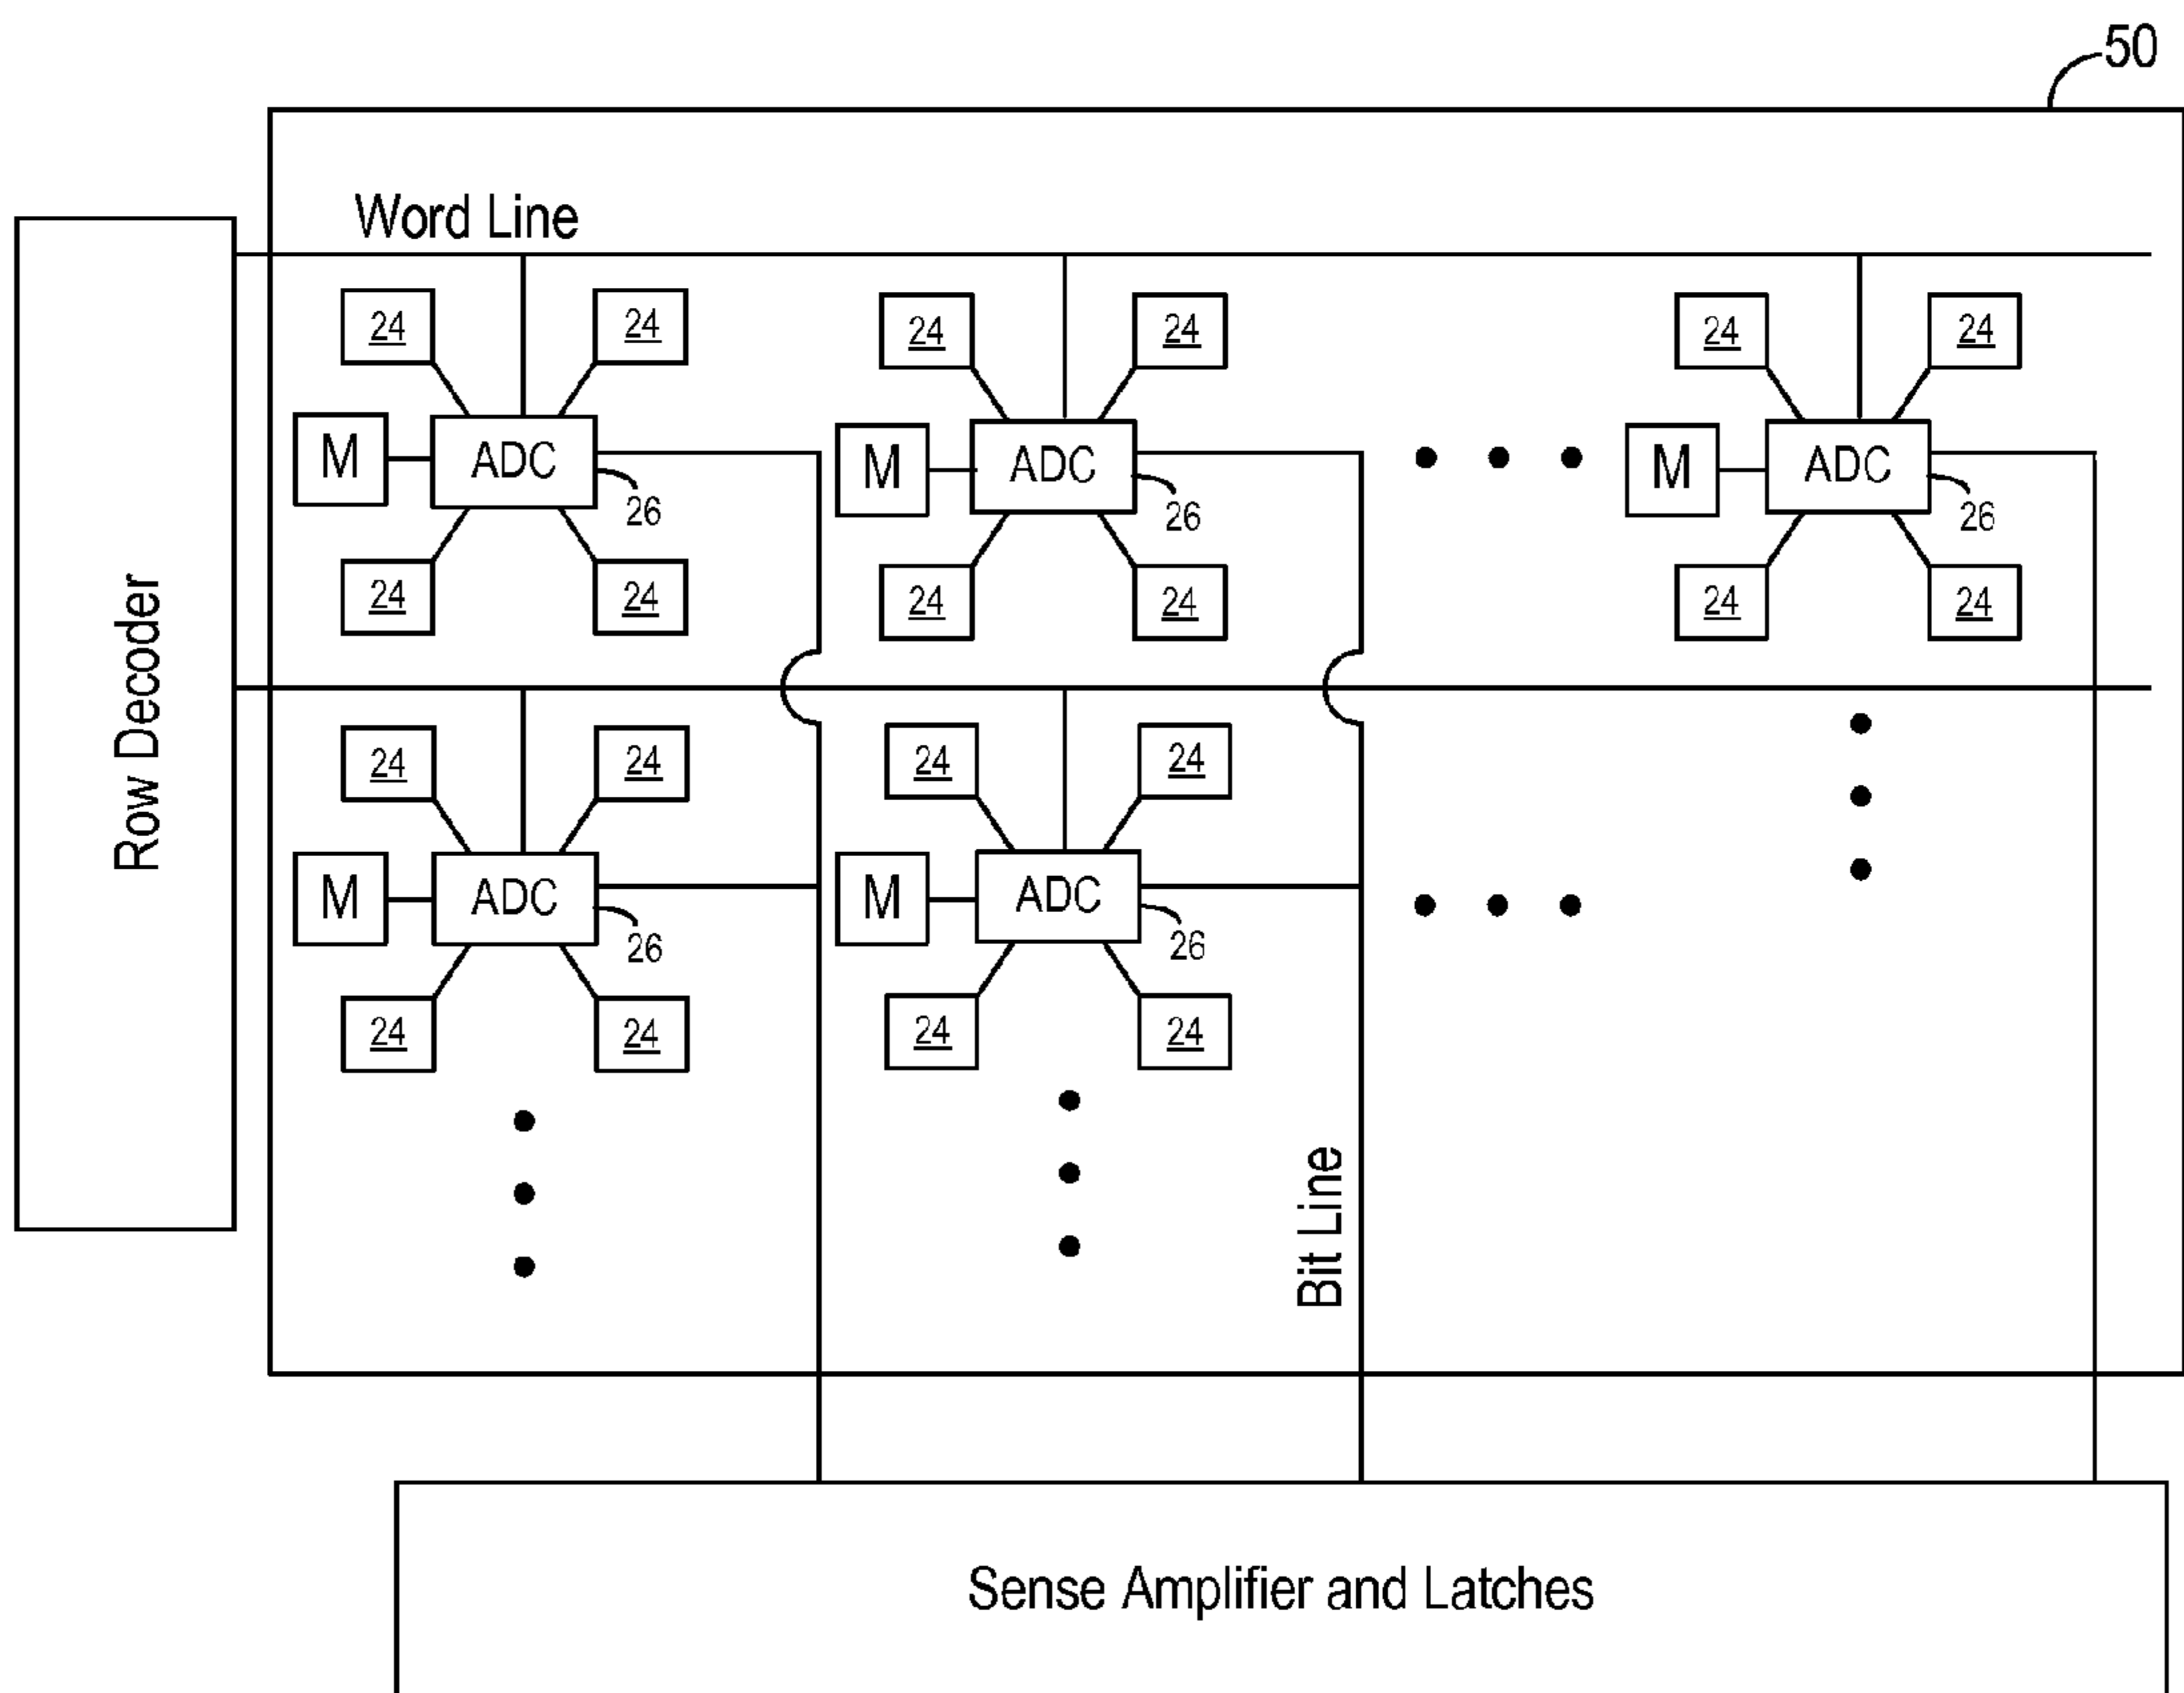 50
Word Line
24 24 24 24 24 24
M ADC M ADC M ADC
26 26 26
24 24 24 24 24 24
Row Decoder
24 24 24 24
M ADC M ADC
26 26
24 24 24 24
Bit Line
Sense Amplifier and Latches